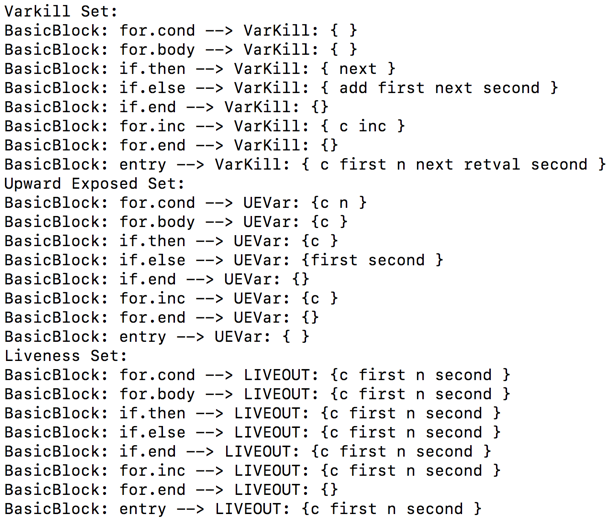 Varkill Set:
BasicBlock: for.cond --> VarKill: { }
BasicBlock: for.body --> VarKill: { }
BasicBlock: if.then --> VarKill: { next }
BasicBlock: if.else --> VarKill: { add first next second }
BasicBlock: if.end --> VarKill: {}
BasicBlock: for.inc --> VarKill: { c inc }
BasicBlock: for.end --> VarKill: {}
BasicBlock: entry --> VarKill: { c first n next retval second }
Upward Exposed Set:
BasicBlock: for.cond --> UEVar: {c n }
BasicBlock: for.body --> UEVar: {c }
BasicBlock: if.then --> UEVar: {c }
BasicBlock: if.else --> UEVar: {first second }
BasicBlock: if.end --> UEVar: {}
BasicBlock: for.inc --> UEVar: {c }
BasicBlock: for.end --> UEVar: {}
BasicBlock: entry --> UEVar: { }
Liveness Set:
BasicBlock: for.cond --> LIVEOUT: {c first n second }
BasicBlock: for.body --> LIVEOUT: {c first n second }
BasicBlock: if.then --> LIVEOUT: {c first n second }
BasicBlock: if.else --> LIVEOUT: {c first n second }
BasicBlock: if.end --> LIVEOUT: {c first n second }
BasicBlock: for.inc --> LIVEOUT: {c first n second }
BasicBlock: for.end --> LIVEOUT: {}
BasicBlock: entry --> LIVEOUT: {c first n second }